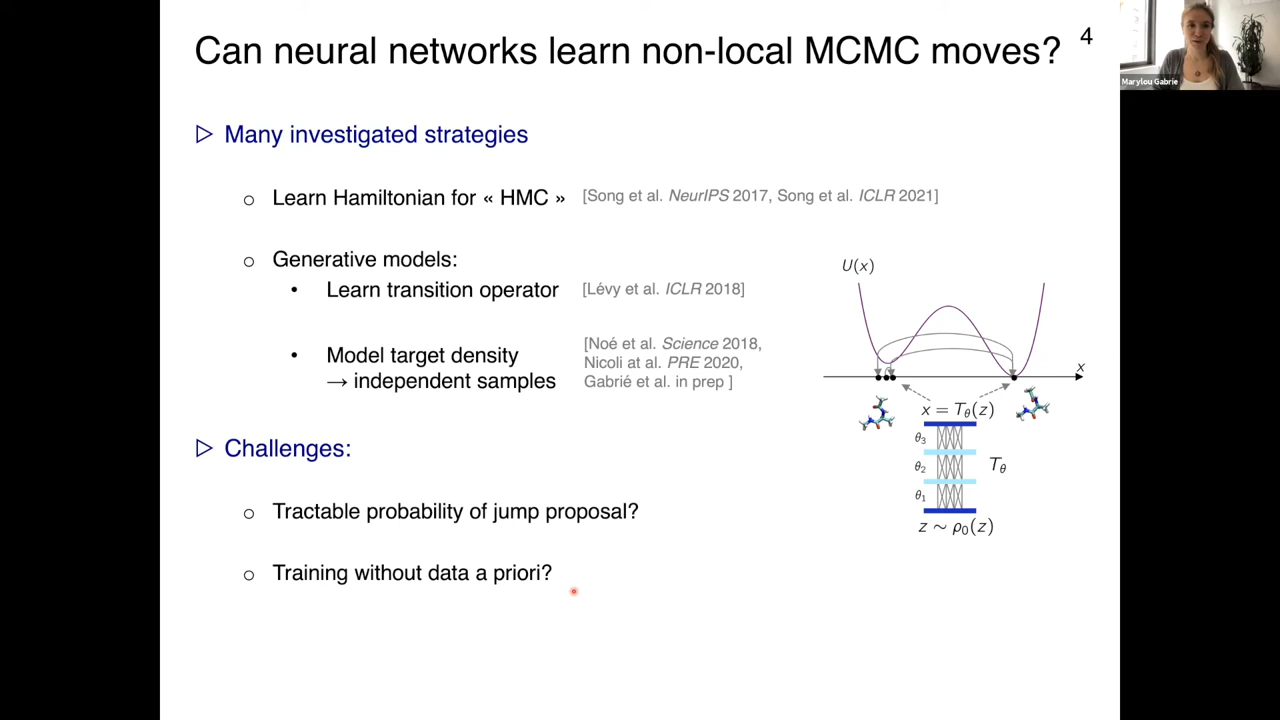 Can neural networks learn non-local MCMC moves?
4
Marylou Gabrie
▷ Many investigated strategies
○ Learn Hamiltonian for « HMC » [Song et al. NeurIPS 2017, Song et al. ICLR 2021]
○ Generative models:
• Learn transition operator [Lévy et al. ICLR 2018]
• Model target density
→ independent samples
[Noé et al. Science 2018,
Nicoli at al. PRE 2020,
Gabrié et al. in prep ]
▷ Challenges:
○ Tractable probability of jump proposal?
○ Training without data a priori?
U(x)
x
x = Tθ(z)
θ3
θ2
Tθ
θ1
z ∼ ρ0(z)